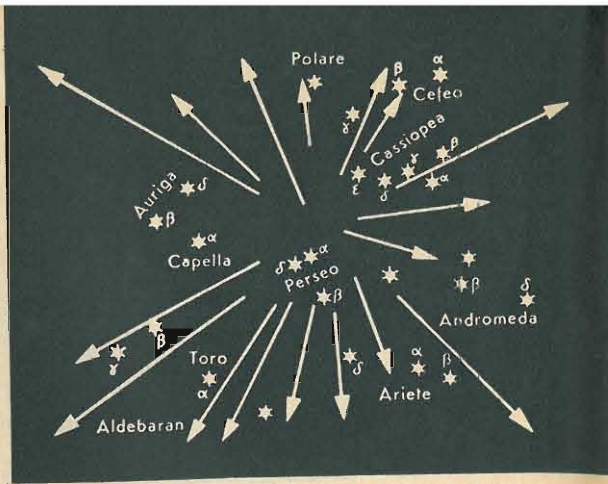 Polare
β
α
Cefeo
γ
Cassiopea
β
γ
α
ε
δ
Auriga
δ
β
α
Capella
δ
α
Perseo
β
β
δ
Andromeda
β
γ
Toro
α
Aldebaran
δ
α
β
Ariete